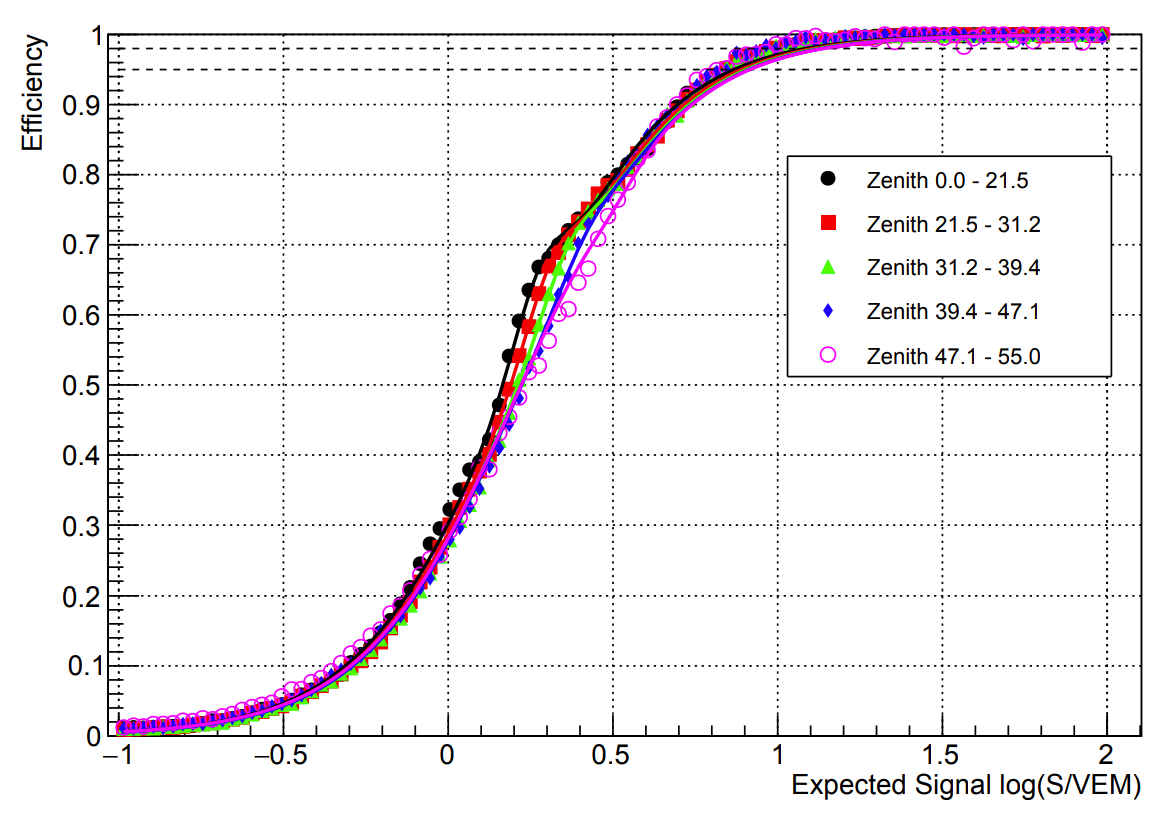 Efficiency
1
0.9
0.8
0.7
0.6
0.5
0.4
0.3
0.2
0.1
0
Zenith 0.0 - 21.5
Zenith 21.5 - 31.2
Zenith 31.2 - 39.4
Zenith 39.4 - 47.1
Zenith 47.1 - 55.0
−1 −0.5 0 0.5 1 1.5 2
Expected Signal log(S/VEM)